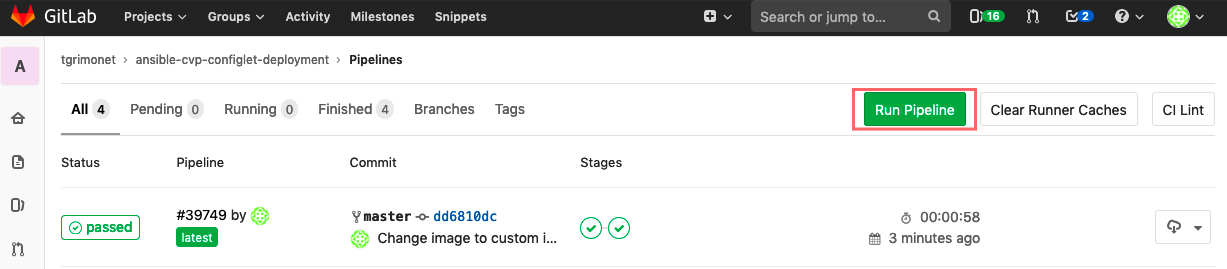 GitLab Projects Groups Activity Milestones Snippets Search or jump to... 16 2
tgrimonet › ansible-cvp-configlet-deployment › Pipelines
A
All 4 Pending 0 Running 0 Finished 4 Branches Tags Run Pipeline Clear Runner Caches CI Lint
Status Pipeline Commit Stages
passed #39749 by master dd6810dc 00:00:58
latest Change image to custom i... 3 minutes ago